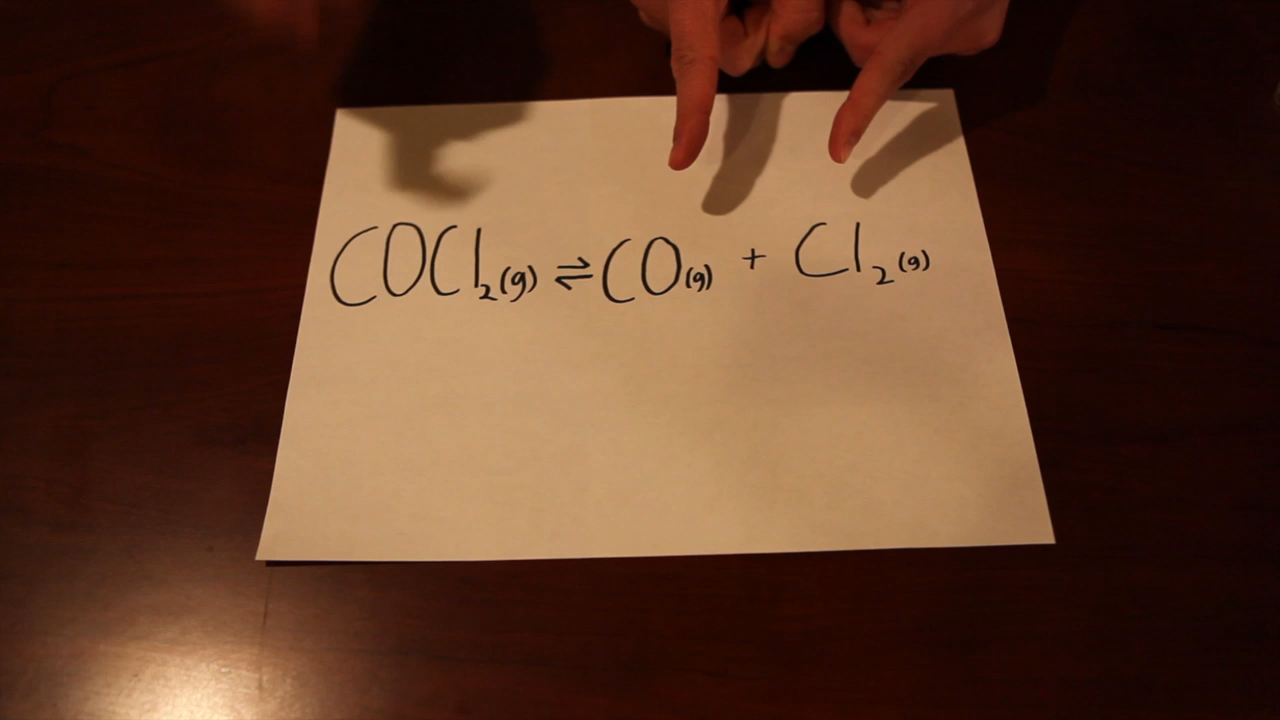 COCl₂(g) ⇌ CO(g) + Cl₂(g)